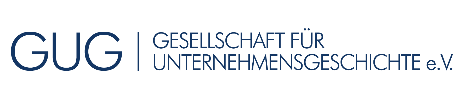 GUG | GESELLSCHAFT FÜR
UNTERNEHMENSGESCHICHTE e.V.